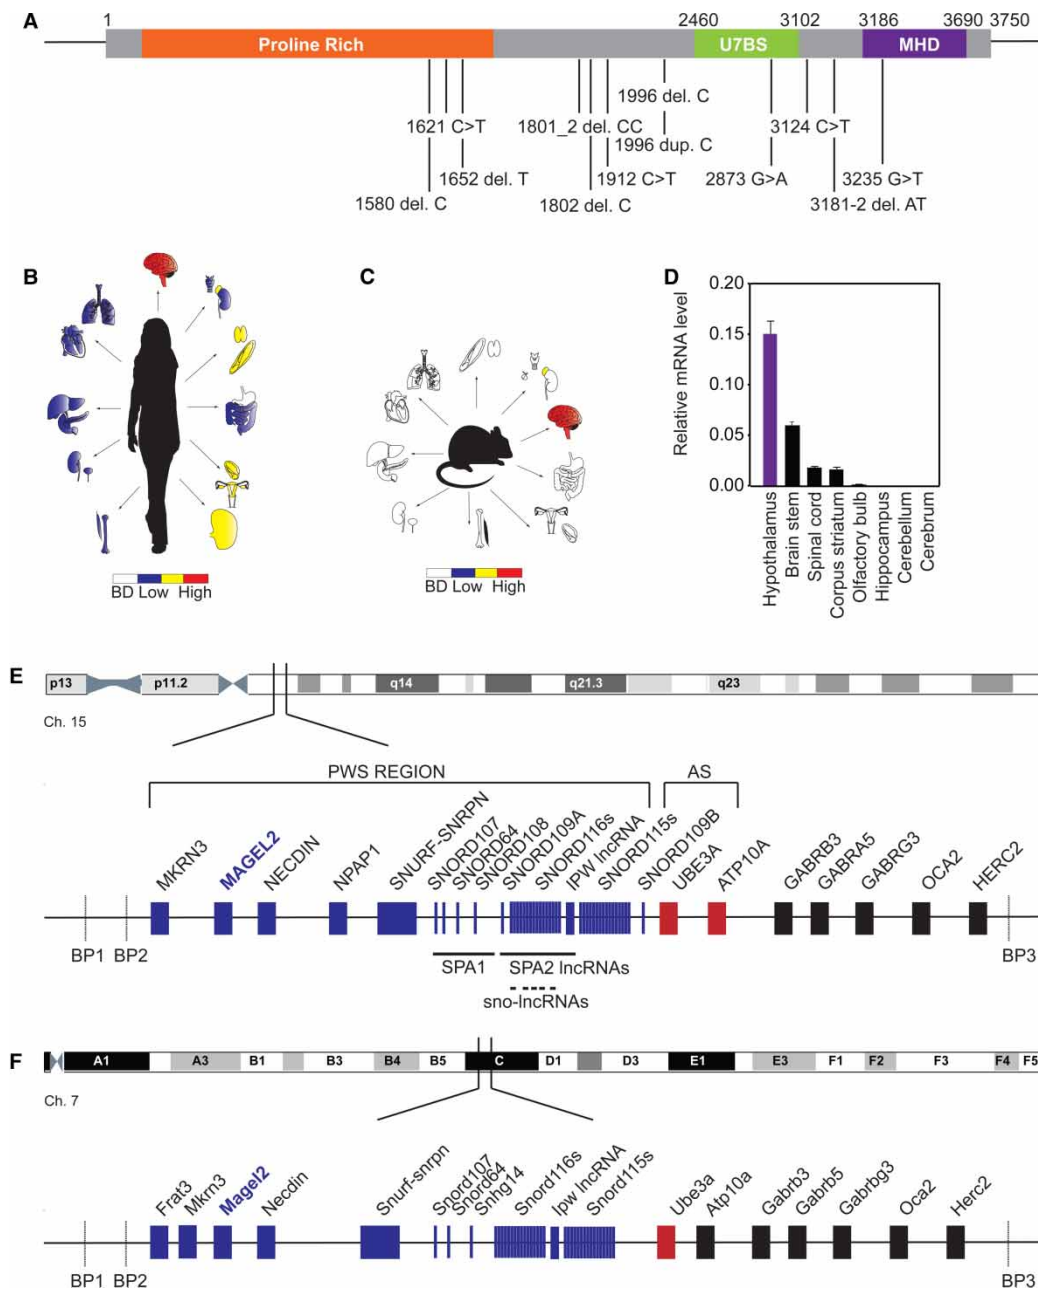 A
1
2460
3102
3186
3690
3750
Proline Rich
U7BS
MHD
1996 del. C
1621 C>T
1801_2 del. CC
3124 C>T
1996 dup. C
1652 del. T
1912 C>T
2873 G>A
3235 G>T
1580 del. C
1802 del. C
3181-2 del. AT
B
BD Low High
C
BD Low High
D
Relative mRNA level
0.20
0.15
0.10
0.05
0.00
Hypothalamus
Brain stem
Spinal cord
Corpus striatum
Olfactory bulb
Hippocampus
Cerebellum
Cerebrum
E
p13
p11.2
q14
q21.3
q23
Ch. 15
PWS REGION
AS
MKRN3
MAGEL2
NECDIN
NPAP1
SNURF-SNRPN
SNORD107
SNORD64
SNORD108
SNORD109A
SNORD116s
IPW lncRNA
SNORD115s
SNORD109B
UBE3A
ATP10A
GABRB3
GABRA5
GABRG3
OCA2
HERC2
BP1
BP2
BP3
SPA1
SPA2 lncRNAs
sno-lncRNAs
F
A1
A3
B1
B3
B4
B5
C
D1
D3
E1
E3
F1
F2
F3
F4
F5
Ch. 7
Frat3
Mkrn3
Magel2
Necdin
Snurf-snrpn
Snord107
Snord64
Snhg14
Snord116s
Ipw lncRNA
Snord115s
Ube3a
Atp10a
Gabrb3
Gabrb5
Gabrbg3
Oca2
Herc2
BP1
BP2
BP3